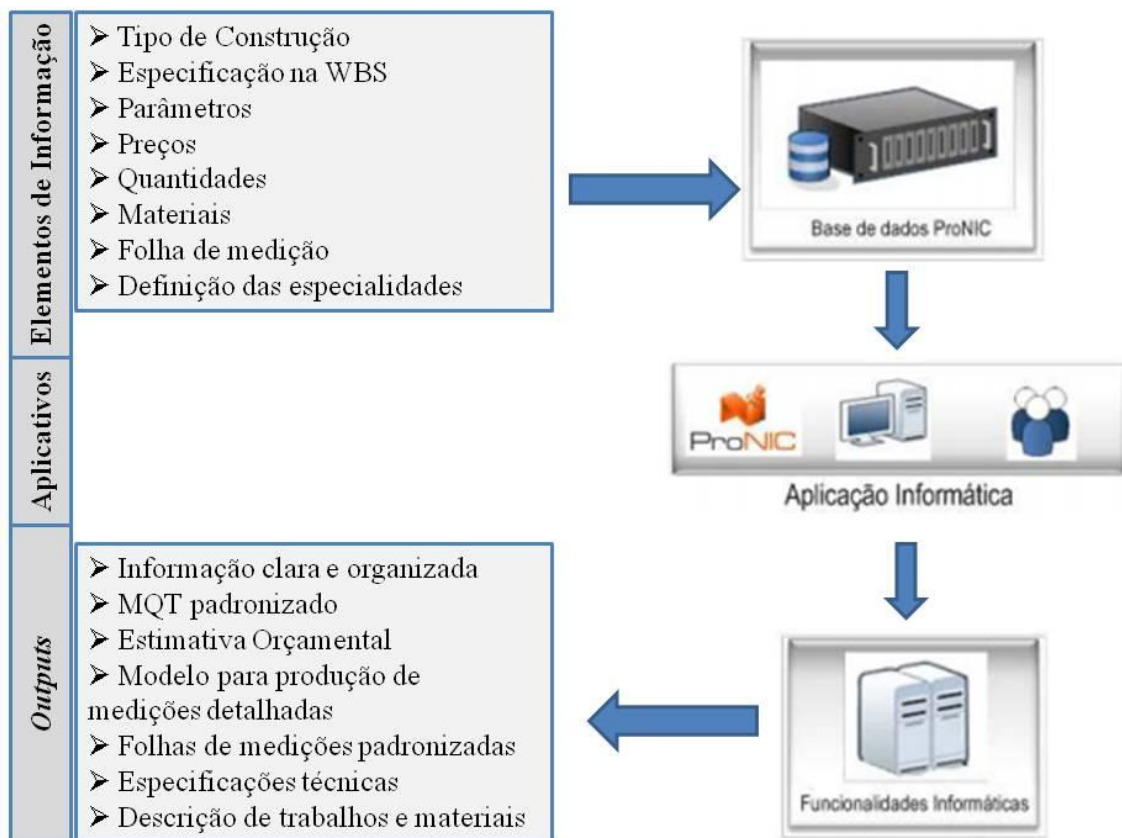 Elementos de Informação
➢ Tipo de Construção
➢ Especificação na WBS
➢ Parâmetros
➢ Preços
➢ Quantidades
➢ Materiais
➢ Folha de medição
➢ Definição das especialidades
Base de dados ProNIC
Aplicativos
ProNIC
Aplicação Informática
Outputs
➢ Informação clara e organizada
➢ MQT padronizado
➢ Estimativa Orçamental
➢ Modelo para produção de
medições detalhadas
➢ Folhas de medições padronizadas
➢ Especificações técnicas
➢ Descrição de trabalhos e materiais
Funcionalidades Informáticas